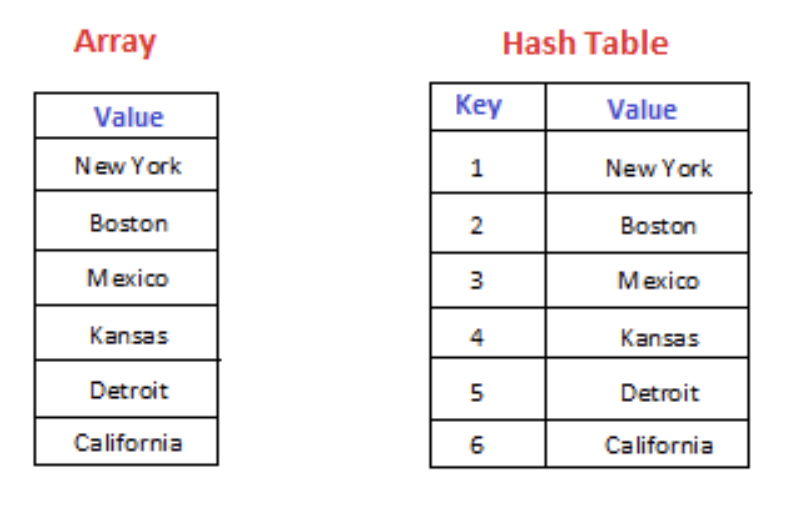 Array
Value
New York
Boston
Mexico
Kansas
Detroit
California
Hash Table
Key Value
1 New York
2 Boston
3 Mexico
4 Kansas
5 Detroit
6 California